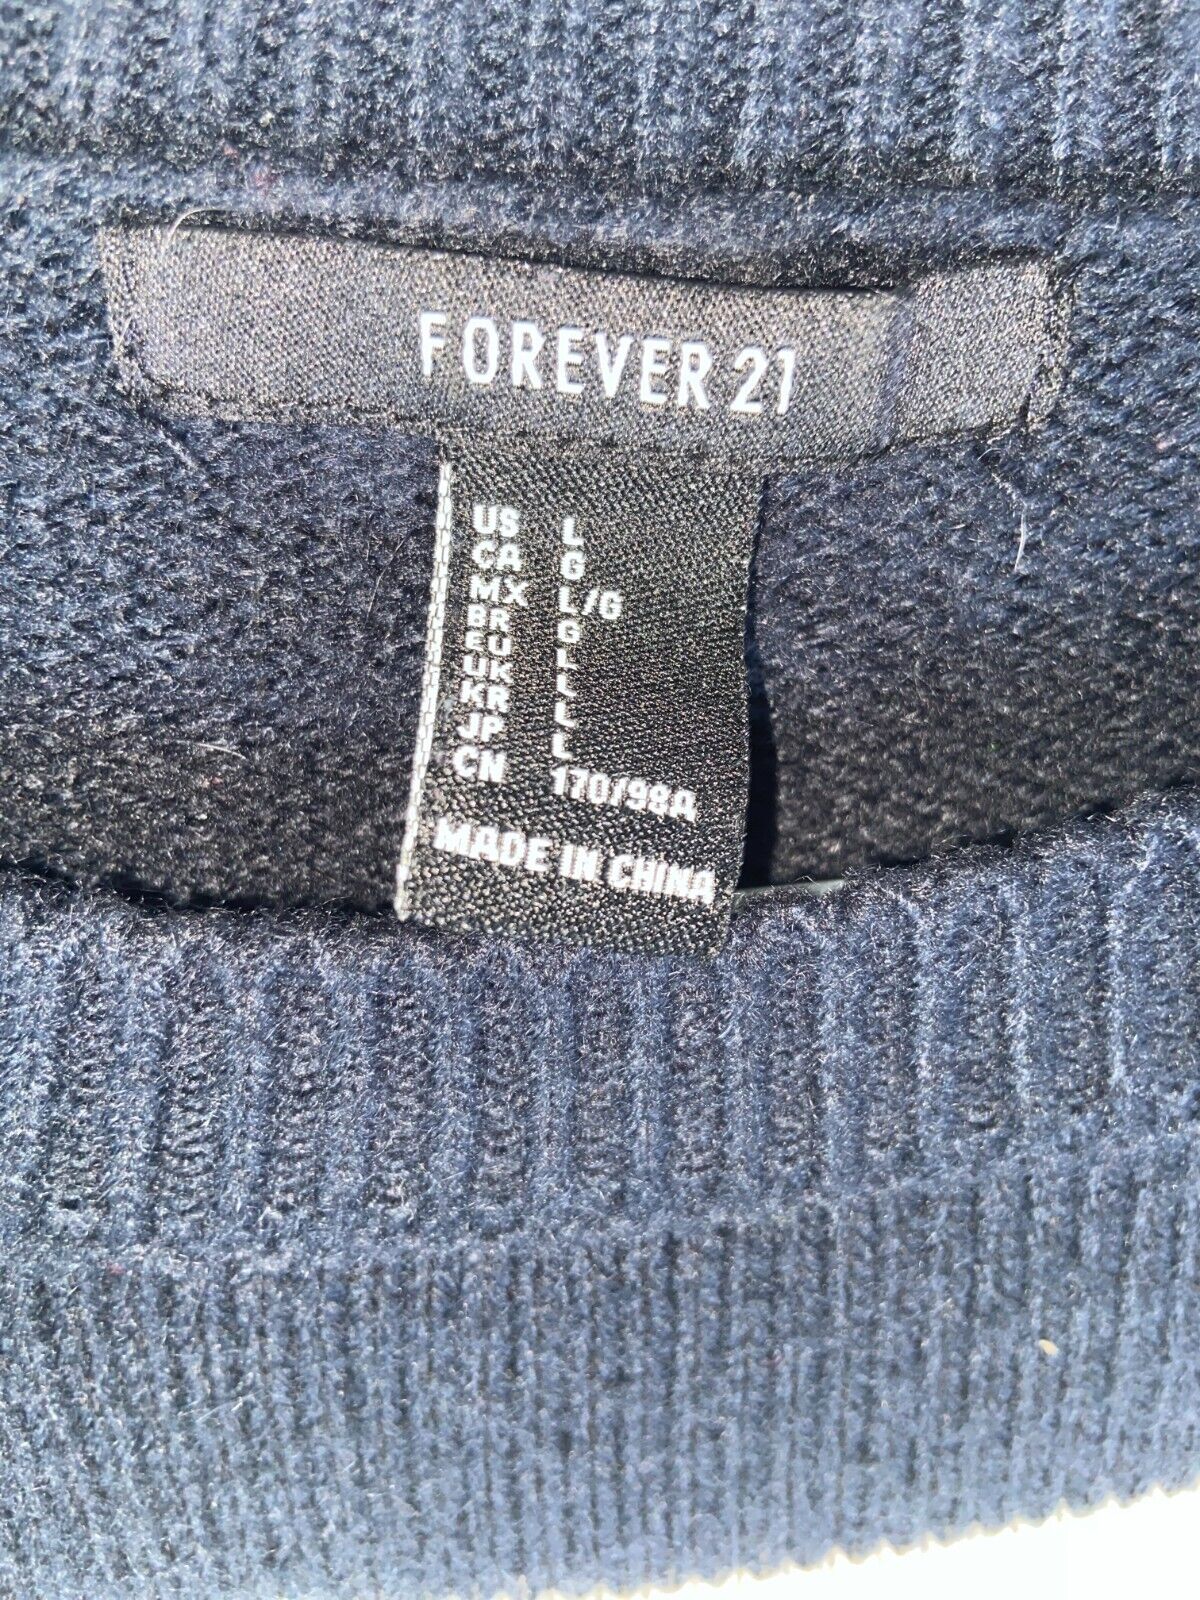 FOREVER 21
US L
CA G
MX L/G
BR G
EU L
UK L
KR L
JP L
CN 170/98A
MADE IN CHINA